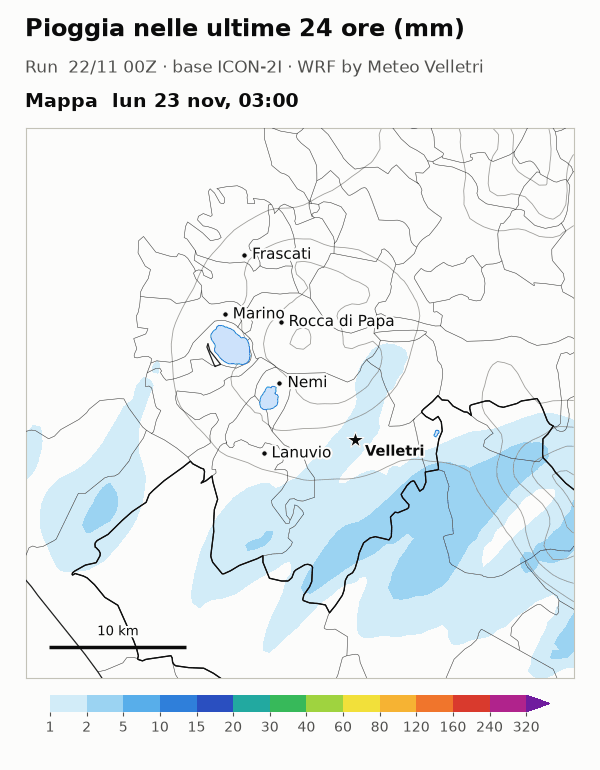 Pioggia nelle ultime 24 ore (mm)
Run 22/11 00Z · base ICON-2I · WRF by Meteo Velletri
Mappa lun 23 nov, 03:00
Frascati
Marino
Rocca di Papa
Nemi
Velletri
Lanuvio
10 km
1 2 5 10 15 20 30 40 60 80 120 160 240 320